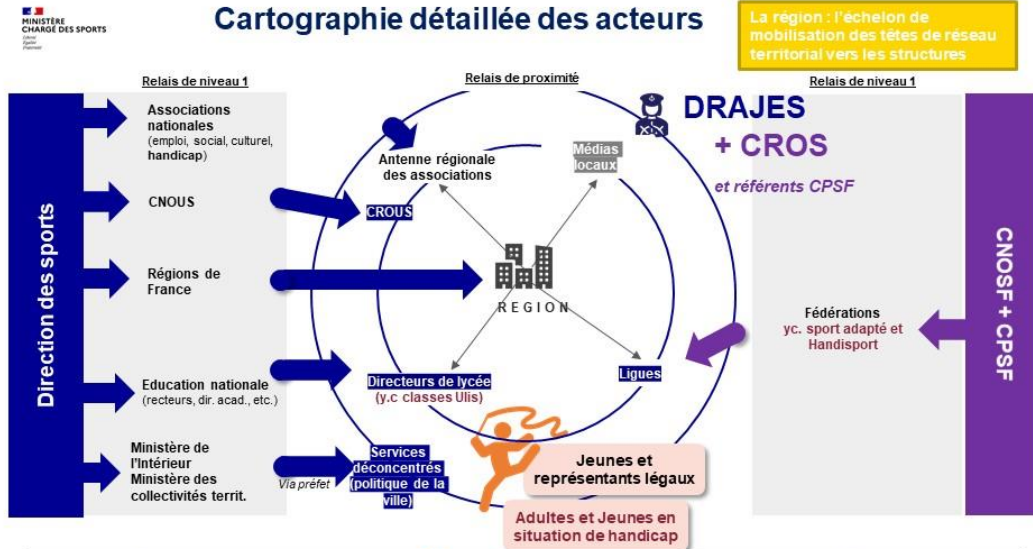 MINISTÈRE
CHARGÉ DES SPORTS
Liberté
Égalité
Fraternité
Cartographie détaillée des acteurs
La région : l'échelon de
mobilisation des têtes de réseau
territorial vers les structures
Relais de niveau 1
Relais de proximité
Relais de niveau 1
Direction des sports
Associations
nationales
(emploi, social, culturel,
handicap)
CNOUS
Régions de
France
Education nationale
(recteurs, dir. acad., etc.)
Ministère de
l'Intérieur
Ministère des
collectivités territ.
Via préfet
Antenne régionale
des associations
Médias
locaux
CROUS
REGION
Directeurs de lycée
(y.c classes Ulis)
Ligues
Services
déconcentrés
(politique de la
ville)
Jeunes et
représentants légaux
Adultes et Jeunes en
situation de handicap
DRAJES
+ CROS
et référents CPSF
Fédérations
yc. sport adapté et
Handisport
CNOSF + CPSF